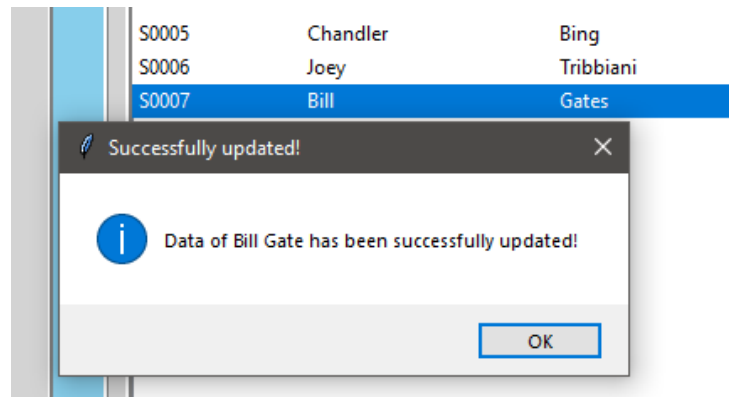 S0005 Chandler Bing
S0006 Joey Tribbiani
S0007 Bill Gates
Successfully updated!
Data of Bill Gate has been successfully updated!
OK